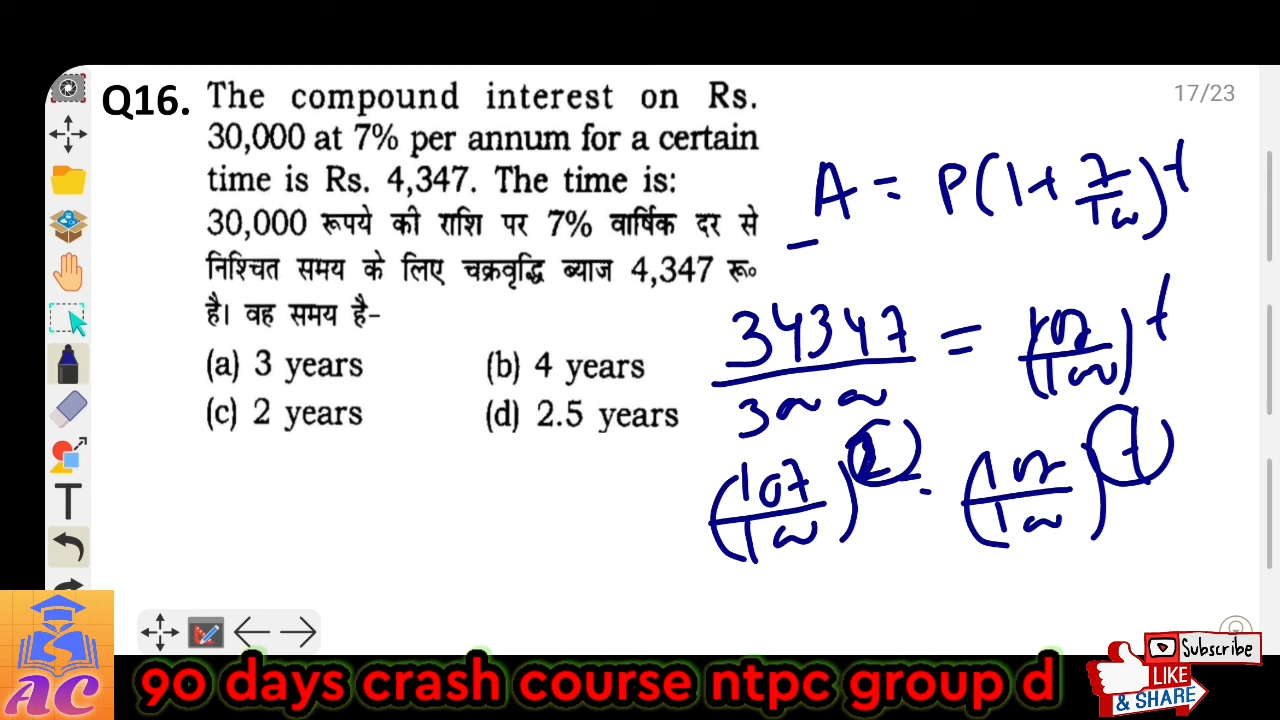 17/23
Q16. The compound interest on Rs.
30,000 at 7% per annum for a certain
time is Rs. 4,347. The time is:
30,000 रूपये की राशि पर 7% वार्षिक दर से
निश्चित समय के लिए चक्रवृद्धि ब्याज 4,347 रू०
है। वह समय है-
(a) 3 years (b) 4 years
(c) 2 years (d) 2.5 years
A = P(1+7/100)^t
34347/30000 = (107/100)^t
(107/100)^2 = (107/100)^t
T
AC
90 days crash course ntpc group d
Subscribe
LIKE
& SHARE